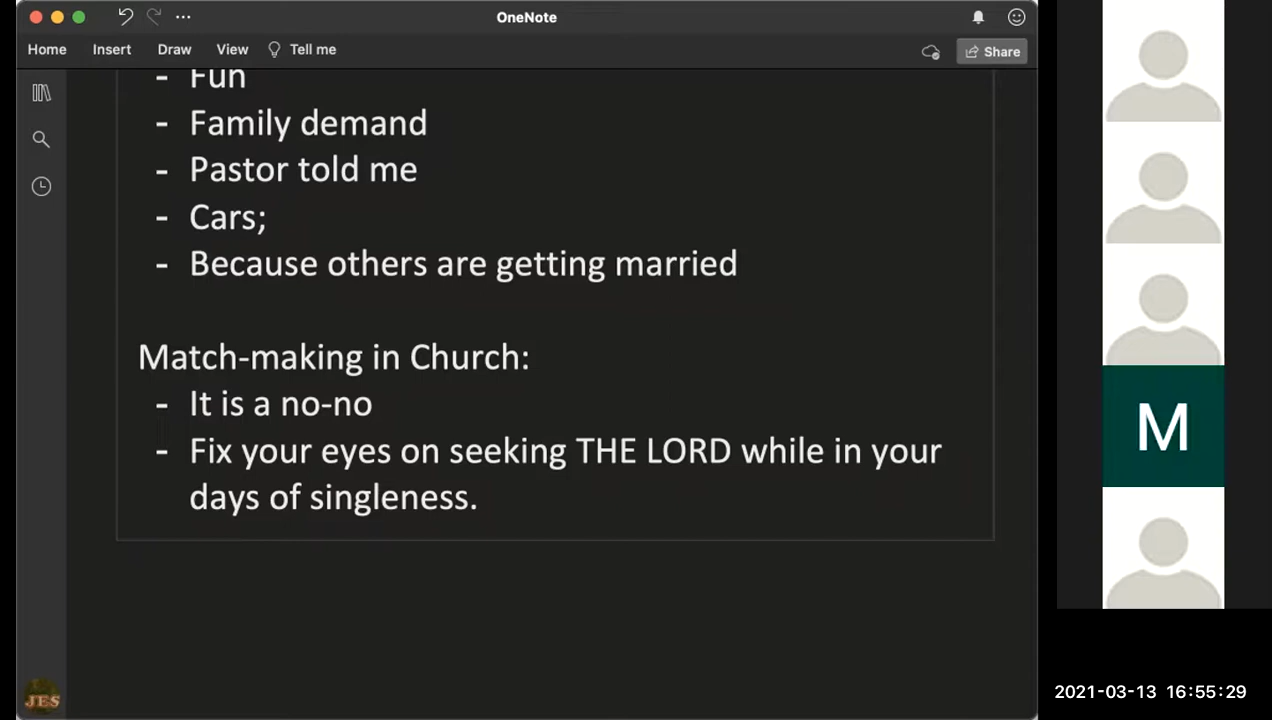 OneNote
Home Insert Draw View Tell me Share
- Fun
- Family demand
- Pastor told me
- Cars;
- Because others are getting married
Match-making in Church:
- It is a no-no
- Fix your eyes on seeking THE LORD while in your
days of singleness.
M
JES
2021-03-13 16:55:29